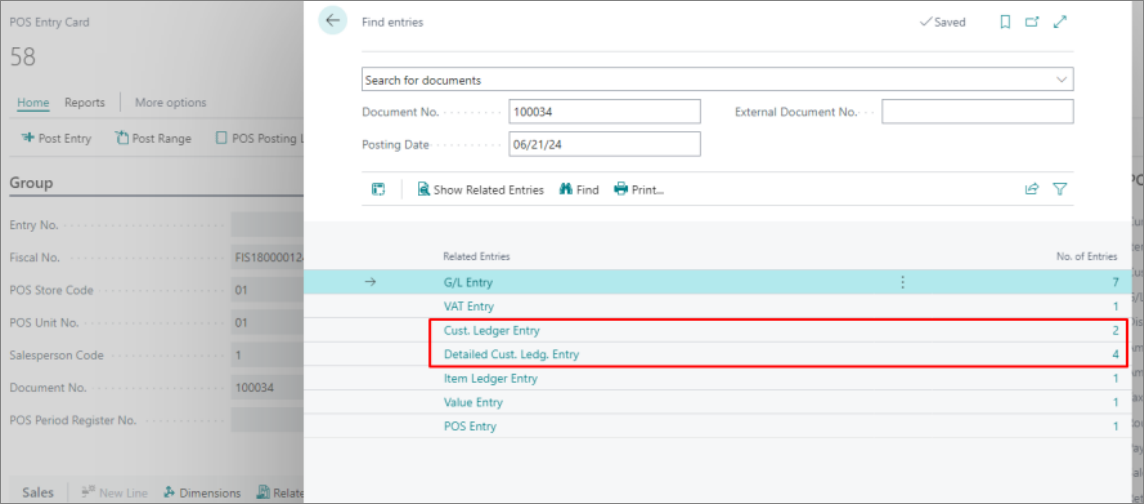 POS Entry Card
58
Home Reports More options
Post Entry Post Range POS Posting
Group
Entry No.
Fiscal No. FIS18000012
POS Store Code 01
POS Unit No. 01
Salesperson Code 1
Document No. 100034
POS Period Register No.
Sales New Line Dimensions Relate
Find entries Saved
Search for documents
Document No. 100034 External Document No.
Posting Date 06/21/24
Show Related Entries Find Print...
Related Entries No. of Entries
G/L Entry 7
VAT Entry 1
Cust. Ledger Entry 2
Detailed Cust. Ledg. Entry 4
Item Ledger Entry 1
Value Entry 1
POS Entry 1